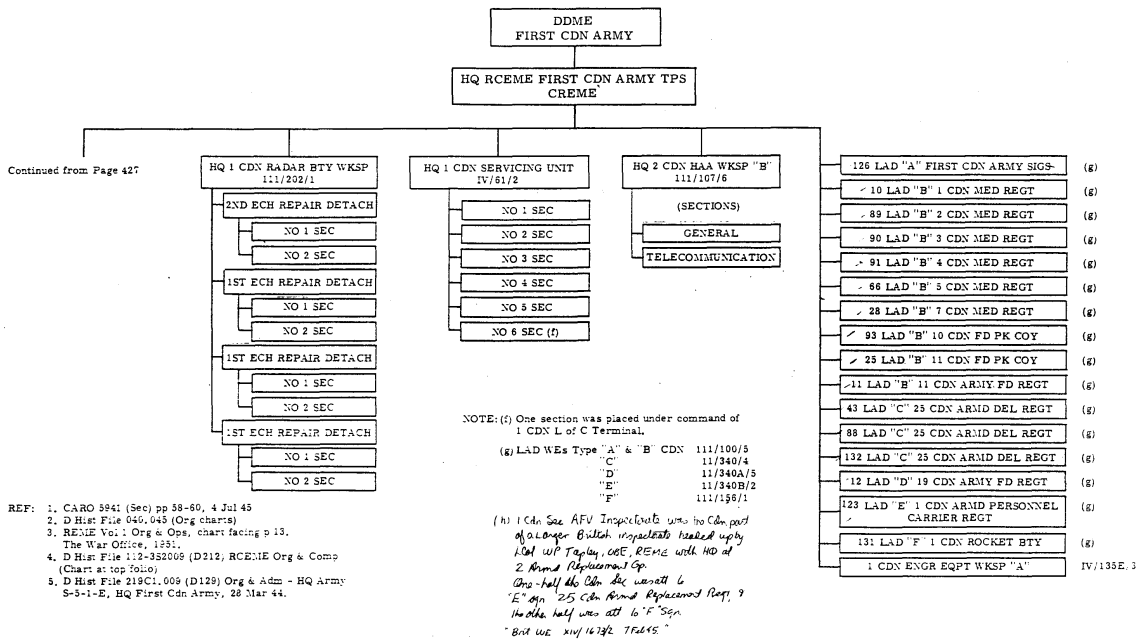 DDME
FIRST CDN ARMY
HQ RCEME FIRST CDN ARMY TPS
CREME
Continued from Page 427
HQ 1 CDN RADAR BTY WKSP
111/202/1
2ND ECH REPAIR DETACH
NO 1 SEC
NO 2 SEC
1ST ECH REPAIR DETACH
NO 1 SEC
NO 2 SEC
1ST ECH REPAIR DETACH
NO 1 SEC
NO 2 SEC
1ST ECH REPAIR DETACH
NO 1 SEC
NO 2 SEC
HQ 1 CDN SERVICING UNIT
IV/61/2
NO 1 SEC
NO 2 SEC
NO 3 SEC
NO 4 SEC
NO 5 SEC
NO 6 SEC (f)
HQ 2 CDN HAA WKSP "B"
111/107/6
(SECTIONS)
GENERAL
TELECOMMUNICATION
126 LAD "A" FIRST CDN ARMY SIGS (g)
10 LAD "B" 1 CDN MED REGT (g)
89 LAD "B" 2 CDN MED REGT (g)
90 LAD "B" 3 CDN MED REGT (g)
91 LAD "B" 4 CDN MED REGT (g)
66 LAD "B" 5 CDN MED REGT (g)
28 LAD "B" 7 CDN MED REGT (g)
93 LAD "B" 10 CDN FD PK COY (g)
25 LAD "B" 11 CDN FD PK COY (g)
11 LAD "B" 11 CDN ARMY FD REGT (g)
43 LAD "C" 25 CDN ARMD DEL REGT (g)
88 LAD "C" 25 CDN ARMD DEL REGT (g)
132 LAD "C" 25 CDN ARMD DEL REGT (g)
12 LAD "D" 19 CDN ARMY FD REGT (g)
123 LAD "E" 1 CDN ARMD PERSONNEL (g)
CARRIER REGT
131 LAD "F" 1 CDN ROCKET BTY (g)
1 CDN ENGR EQPT WKSP "A" IV/135E/3
NOTE: (f) One section was placed under command of
1 CDN L of C Terminal.
(g) LAD WEs Type "A" & "B" CDN 111/100/5
"C" 11/340/4
"D" 11/340A/5
"E" 11/340B/2
"F" 111/156/1
(h) 1 Cdn Sec AFV Inspectorate was the Cdn part
of a larger British inspectorate headed up by
LCol WP Tapley, OBE, REME with HQ at
2 Armd Replacement Gp.
One-half the Cdn Sec was att to
"E" Sqn 25 Cdn Armd Replacement Regt, &
the other half was att to "F" Sqn.
"Brit WE XIV/1673/2 7 Feb 45."
REF: 1. CARO 5941 (Sec) pp 58-60, 4 Jul 45
2. D Hist File 046.045 (Org charts)
3. REME Vol 1 Org & Ops, chart facing p 13.
The War Office, 1951.
4. D Hist File 112-352009 (D212) RCEME Org & Comp
(Chart at top folio)
5. D Hist File 219C1.009 (D129) Org & Adm - HQ Army
S-5-1-E, HQ First Cdn Army, 28 Mar 44.